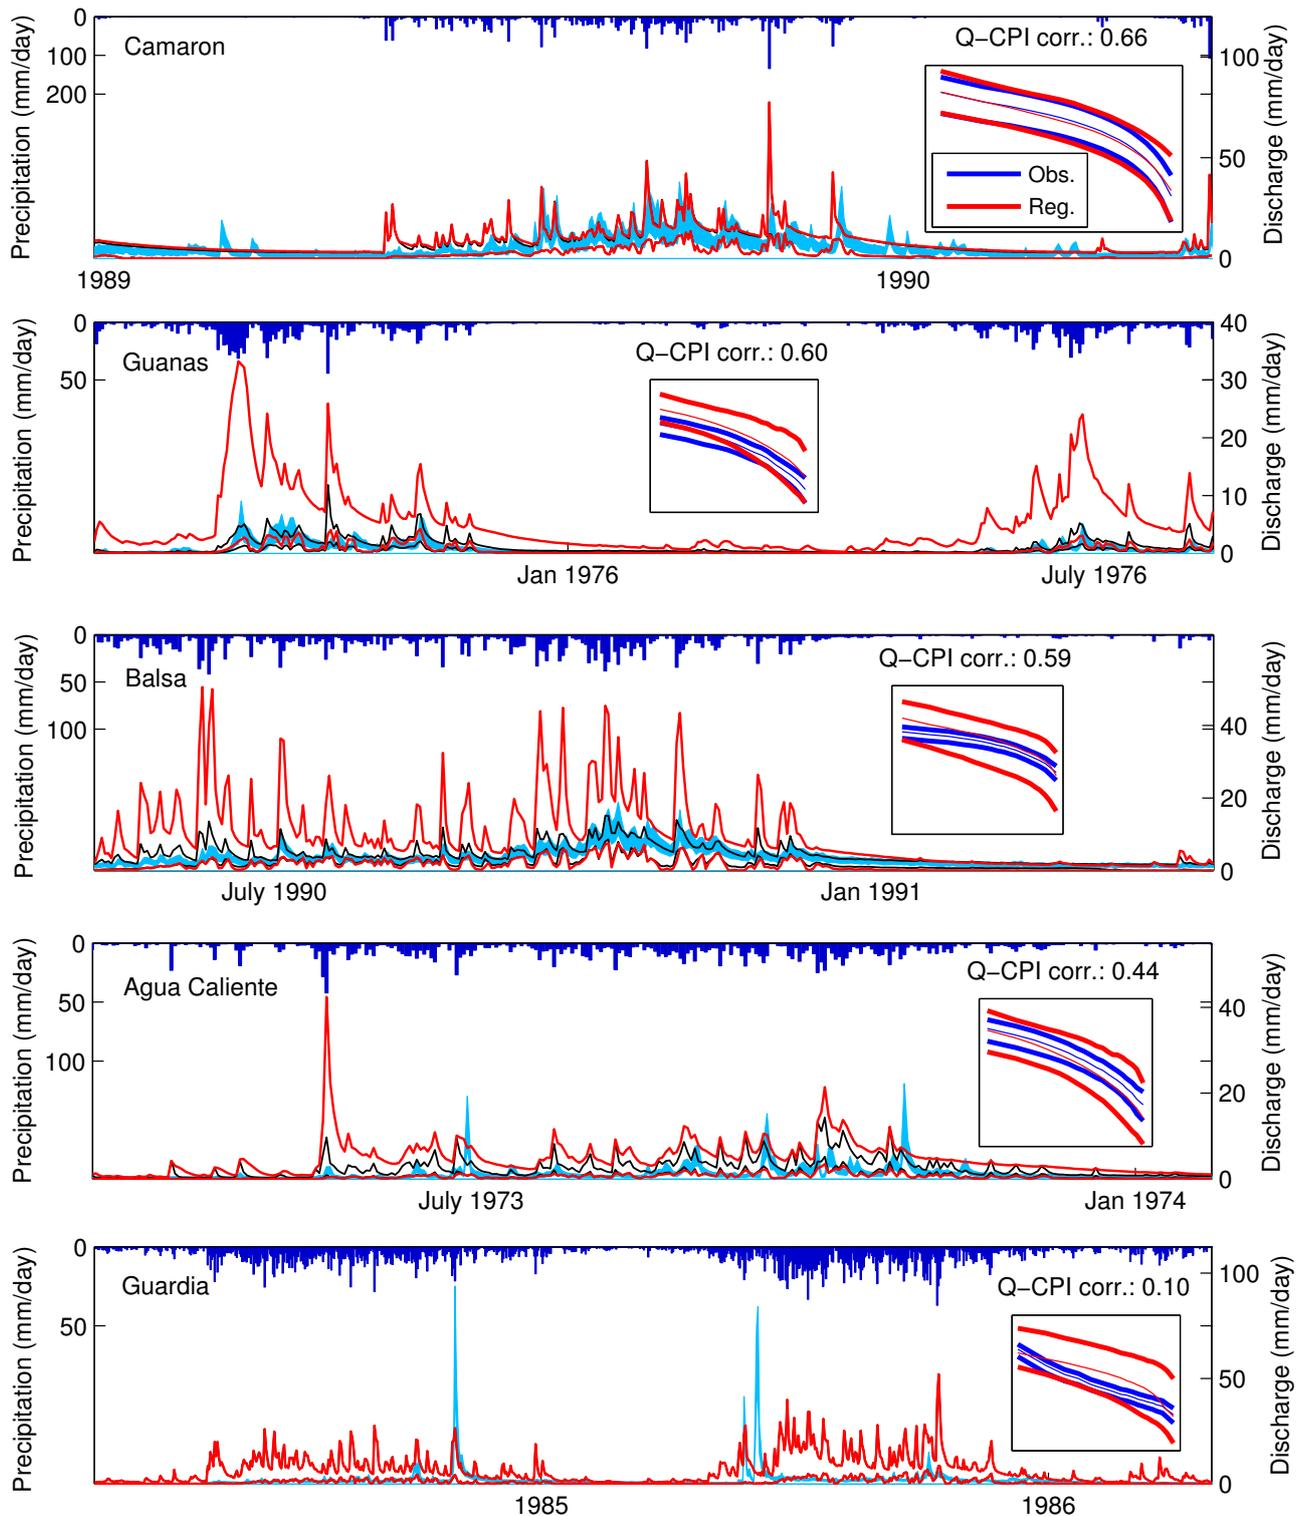 Precipitation (mm/day)
0
100
200
Camaron
Q−CPI corr.: 0.66
Obs.
Reg.
100
50
0
Discharge (mm/day)
1989
1990
Precipitation (mm/day)
0
50
Guanas
Q−CPI corr.: 0.60
40
30
20
10
0
Discharge (mm/day)
Jan 1976
July 1976
Precipitation (mm/day)
0
50
100
Balsa
Q−CPI corr.: 0.59
40
20
0
Discharge (mm/day)
July 1990
Jan 1991
Precipitation (mm/day)
0
50
100
Agua Caliente
Q−CPI corr.: 0.44
40
20
0
Discharge (mm/day)
July 1973
Jan 1974
Precipitation (mm/day)
0
50
Guardia
Q−CPI corr.: 0.10
100
50
0
Discharge (mm/day)
1985
1986